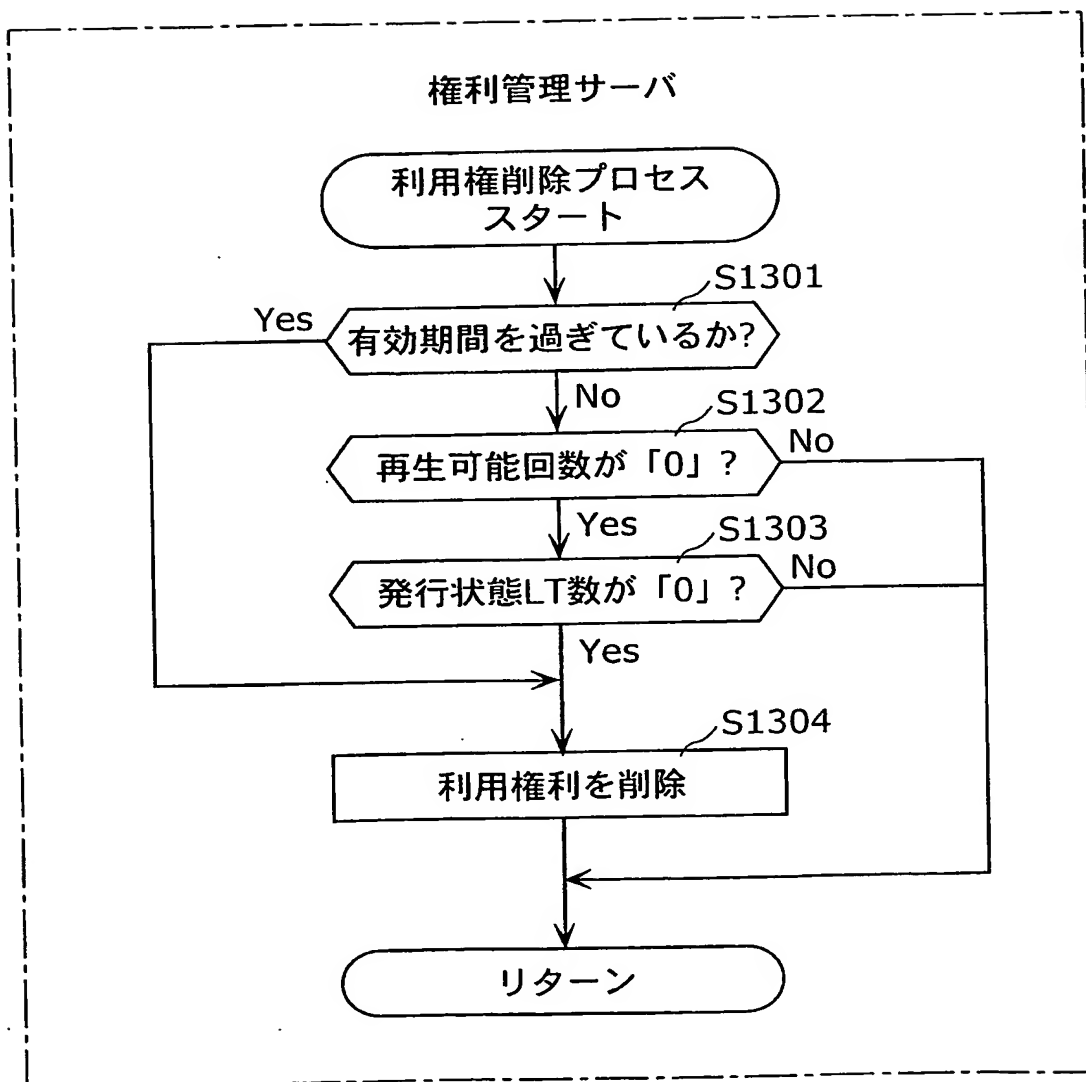 権利管理サーバ
利用権削除プロセス
スタート
S1301
Yes
有効期間を過ぎているか?
No
S1302
再生可能回数が「0」?
No
Yes
S1303
発行状態LT数が「0」?
No
Yes
S1304
利用権利を削除
リターン